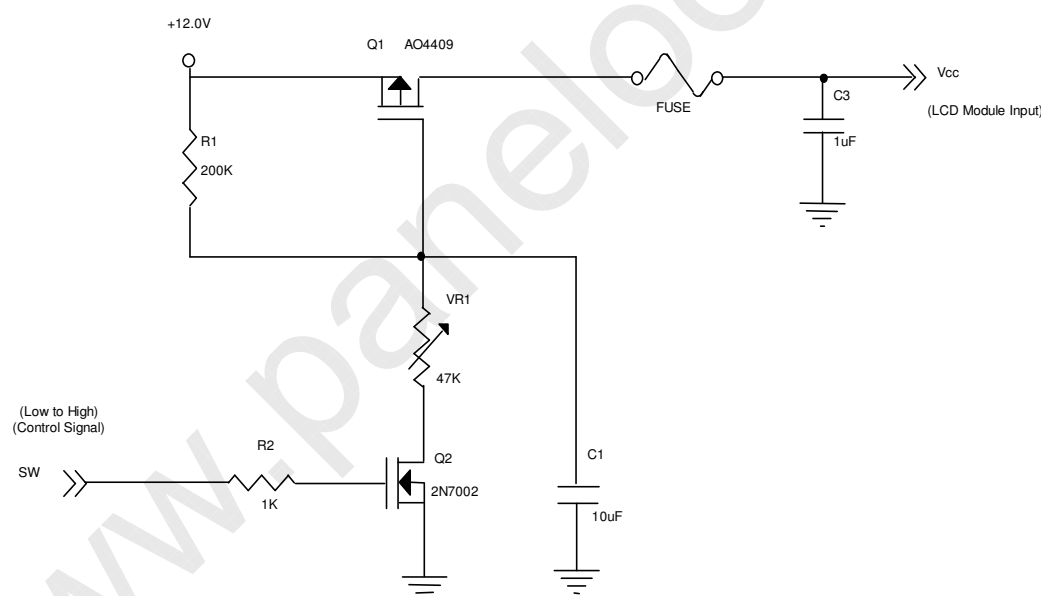 +12.0V
Q1 AO4409
Vcc
C3
FUSE
(LCD Module Input)
R1
1uF
200K
VR1
47K
(Low to High)
(Control Signal)
R2
Q2
C1
SW
2N7002
1K
10uF
www.paneloo